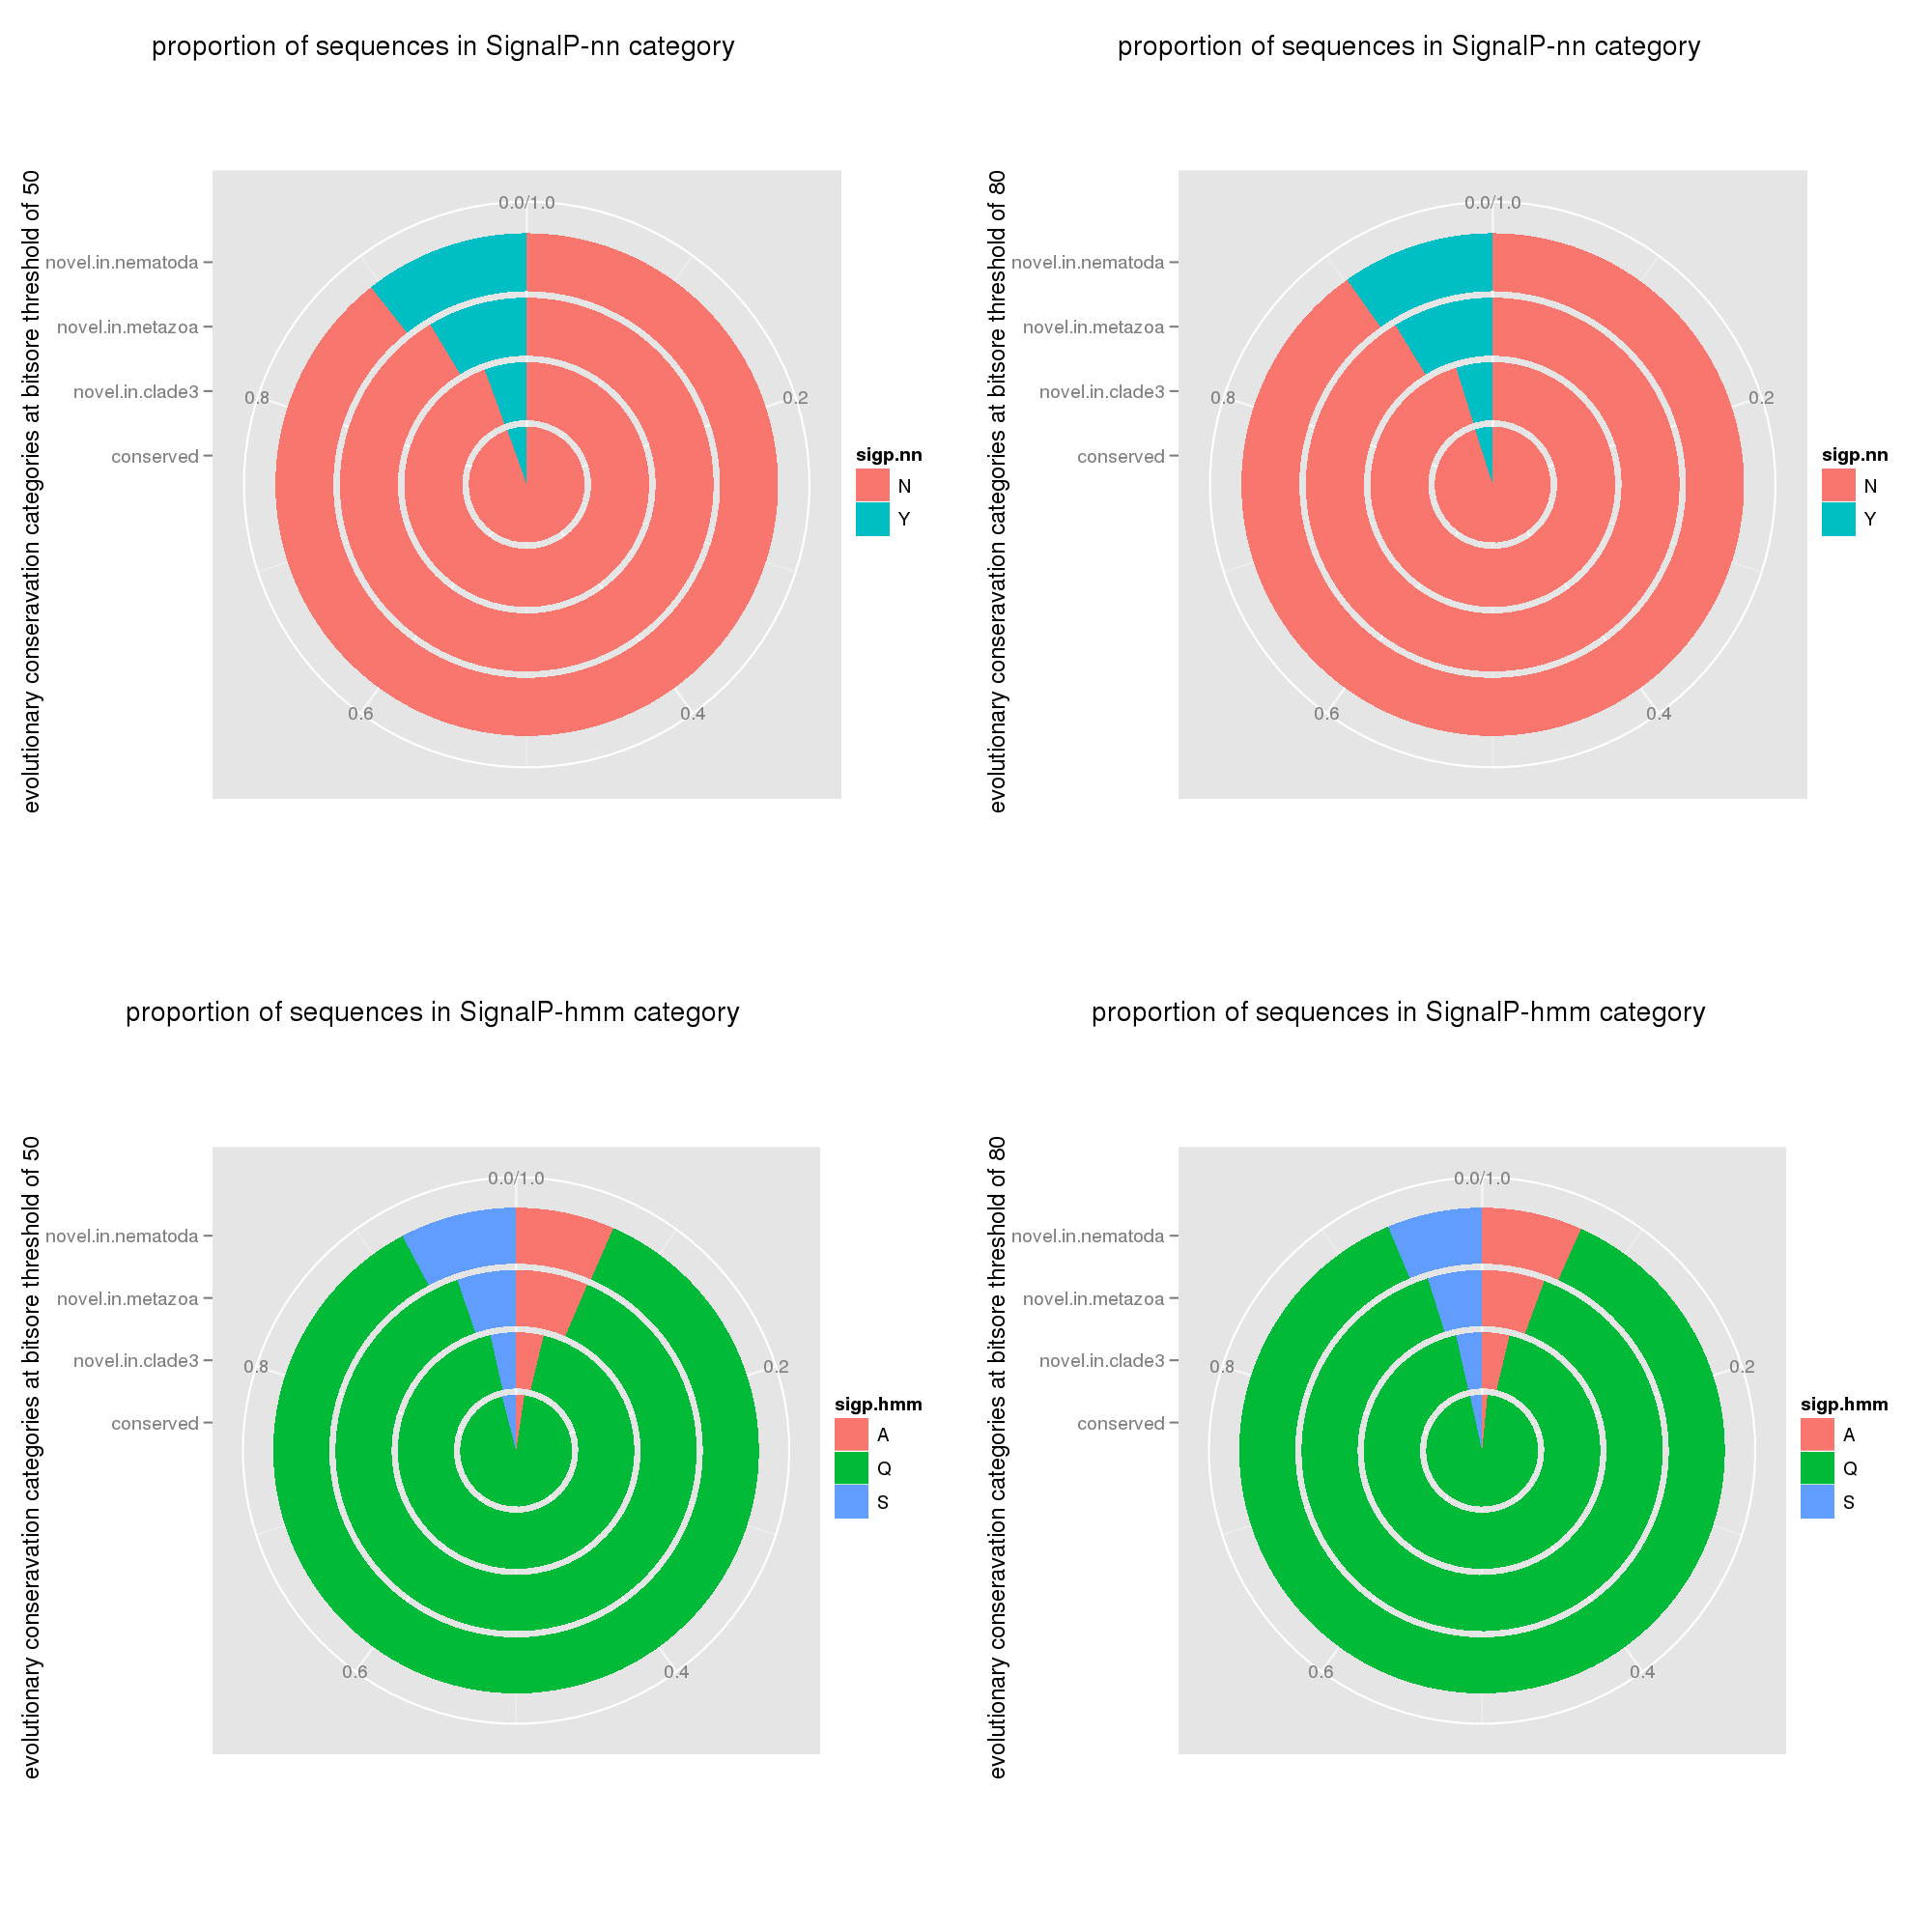 proportion of sequences in SignalP-nn category
evolutionary conseravation categories at bitsore threshold of 50
novel.in.nematoda
novel.in.metazoa
novel.in.clade3
conserved
0.0/1.0
0.2
0.4
0.6
0.8
sigp.nn
N
Y
proportion of sequences in SignalP-nn category
evolutionary conseravation categories at bitsore threshold of 80
novel.in.nematoda
novel.in.metazoa
novel.in.clade3
conserved
0.0/1.0
0.2
0.4
0.6
0.8
sigp.nn
N
Y
proportion of sequences in SignalP-hmm category
evolutionary conseravation categories at bitsore threshold of 50
novel.in.nematoda
novel.in.metazoa
novel.in.clade3
conserved
0.0/1.0
0.2
0.4
0.6
0.8
sigp.hmm
A
Q
S
proportion of sequences in SignalP-hmm category
evolutionary conseravation categories at bitsore threshold of 80
novel.in.nematoda
novel.in.metazoa
novel.in.clade3
conserved
0.0/1.0
0.2
0.4
0.6
0.8
sigp.hmm
A
Q
S